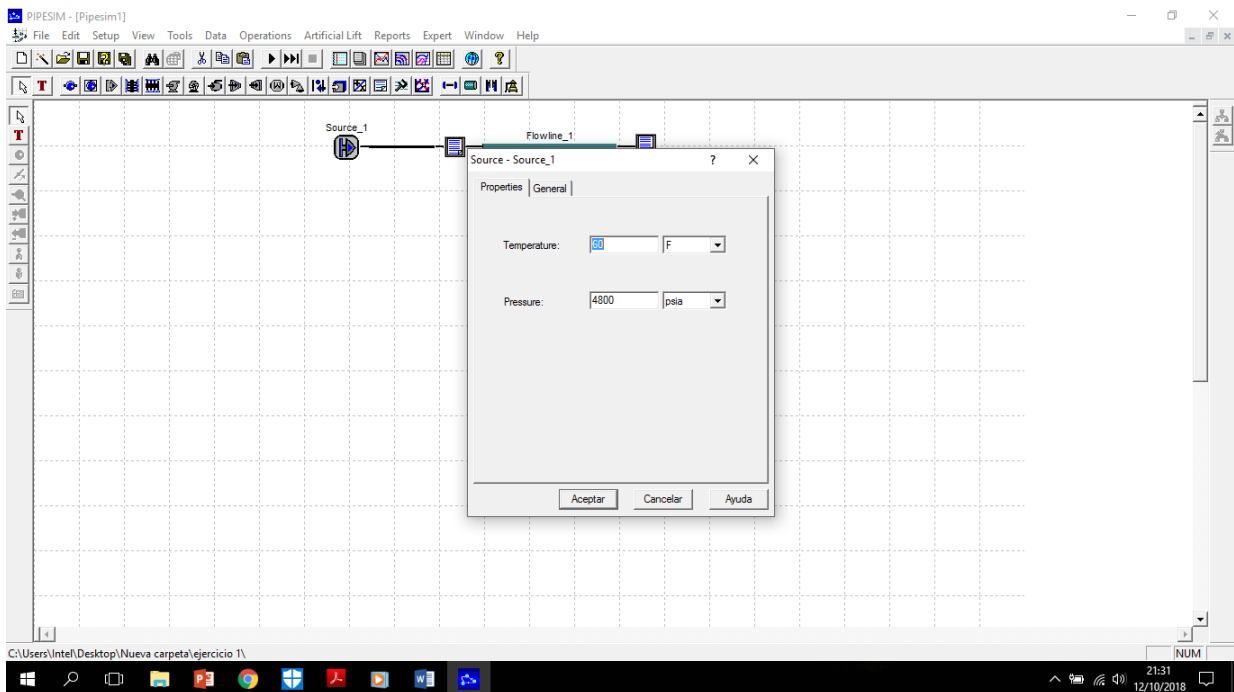 PIPESIM - [Pipesim1]
File Edit Setup View Tools Data Operations Artificial Lift Reports Expert Window Help
T
T
Source_1
Flowline_1
Source - Source_1
Properties General
Temperature: 60 F
Pressure: 4800 psia
Aceptar Cancelar Ayuda
C:\Users\Intel\Desktop\Nueva carpeta\ejercicio 1\ NUM
21:31
12/10/2018